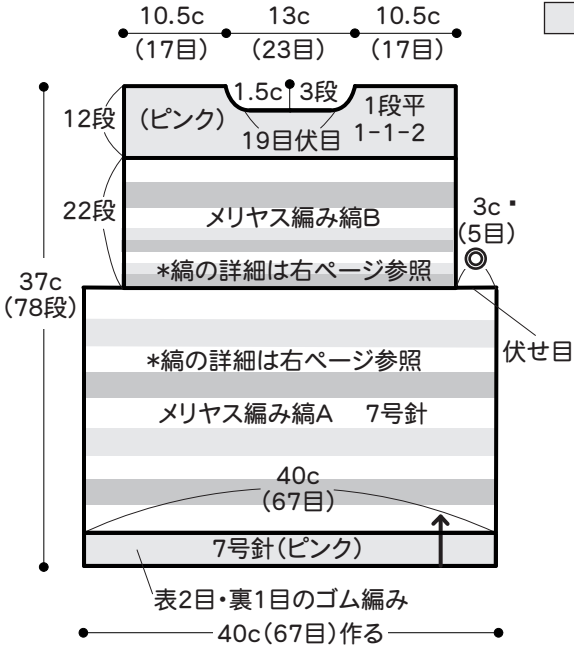 10.5c 13c 10.5c
(17目) (23目) (17目)
1.5c 3段
12段
(ピンク)
1段平
1-1-2
19目伏目
22段
メリヤス編み縞B
3c
(5目)
◎
*縞の詳細は右ページ参照
37c
(78段)
伏せ目
*縞の詳細は右ページ参照
メリヤス編み縞A 7号針
40c
(67目)
7号針(ピンク)
表2目・裏1目のゴム編み
40c(67目)作る